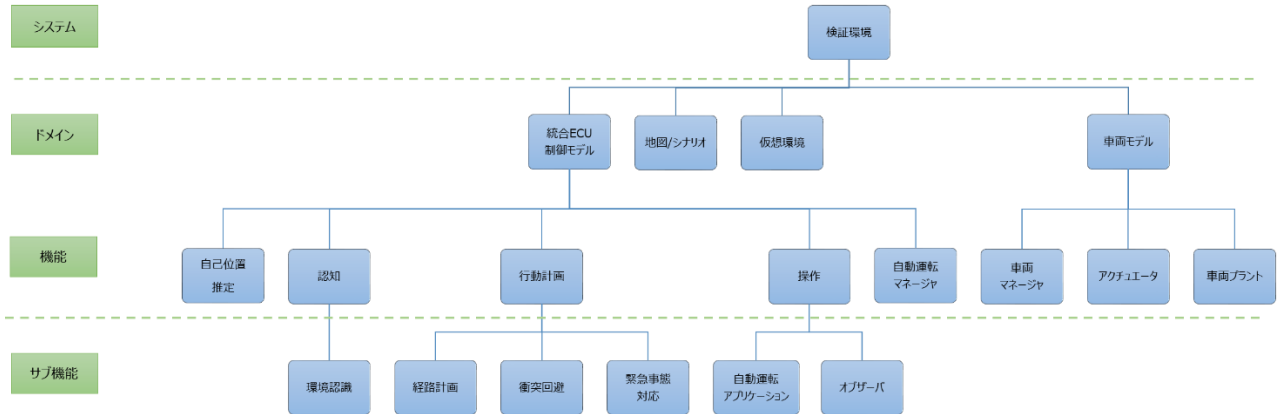 システム
検証環境
ドメイン
統合ECU
制御モデル
地図/シナリオ
仮想環境
車両モデル
機能
自己位置
推定
認知
行動計画
操作
自動運転
マネージャ
車両
マネージャ
アクチュエータ
車両プラント
サブ機能
環境認識
経路計画
衝突回避
緊急事態
対応
自動運転
アプリケーション
オブザーバ